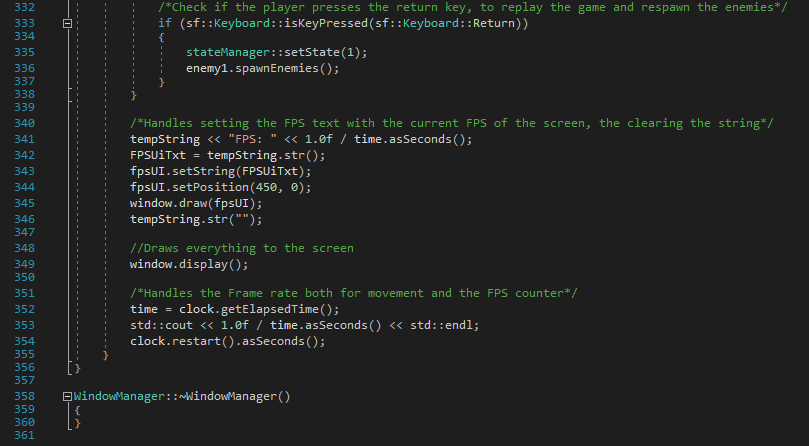 332 /*Check if the player presses the return key, to replay the game and respawn the enemies*/
333 if (sf::Keyboard::isKeyPressed(sf::Keyboard::Return))
334 {
335 stateManager::setState(1);
336 enemy1.spawnEnemies();
337 }
338 }
339
340 /*Handles setting the FPS text with the current FPS of the screen, the clearing the string*/
341 tempString << "FPS: " << 1.0f / time.asSeconds();
342 FPSUiTxt = tempString.str();
343 fpsUI.setString(FPSUiTxt);
344 fpsUI.setPosition(450, 0);
345 window.draw(fpsUI);
346 tempString.str("");
347
348 //Draws everything to the screen
349 window.display();
350
351 /*Handles the Frame rate both for movement and the FPS counter*/
352 time = clock.getElapsedTime();
353 std::cout << 1.0f / time.asSeconds() << std::endl;
354 clock.restart().asSeconds();
355 }
356 }
357
358 WindowManager::~WindowManager()
359 {
360 }
361